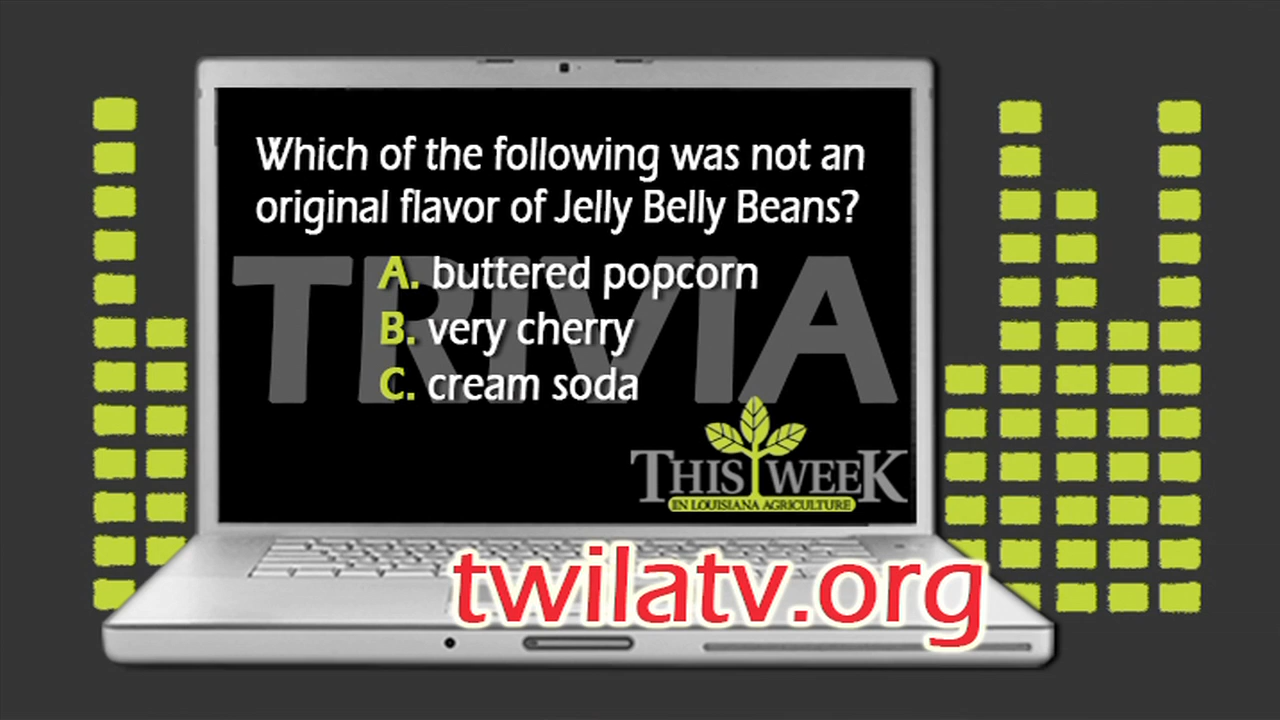 Which of the following was not an
original flavor of Jelly Belly Beans?
TRIVIA
A. buttered popcorn
B. very cherry
C. cream soda
THIS WEEK
IN LOUISIANA AGRICULTURE
twilatv.org